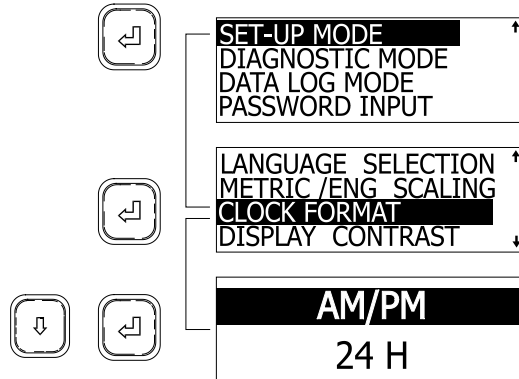 SET-UP MODE
DIAGNOSTIC MODE
DATA LOG MODE
PASSWORD INPUT
LANGUAGE SELECTION
METRIC /ENG SCALING
CLOCK FORMAT
DISPLAY CONTRAST
AM/PM
24 H